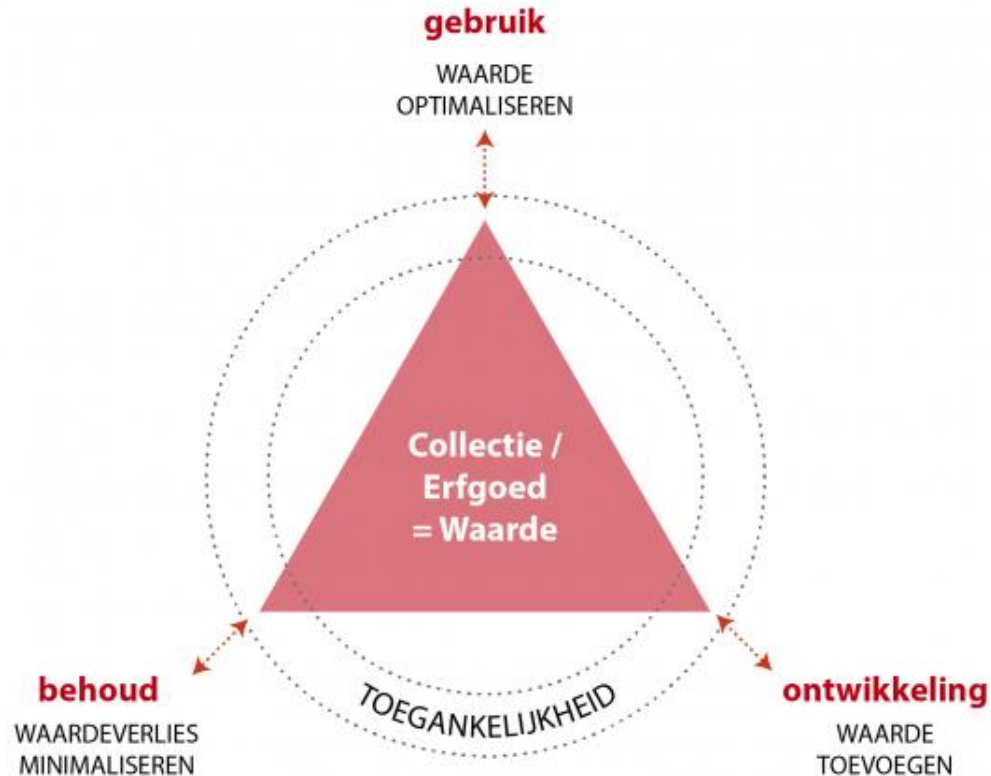 gebruik
WAARDE
OPTIMALISEREN
Collectie /
Erfgoed
= Waarde
TOEGANKELIJKHEID
behoud
WAARDEVERLIES
MINIMALISEREN
ontwikkeling
WAARDE
TOEVOEGEN